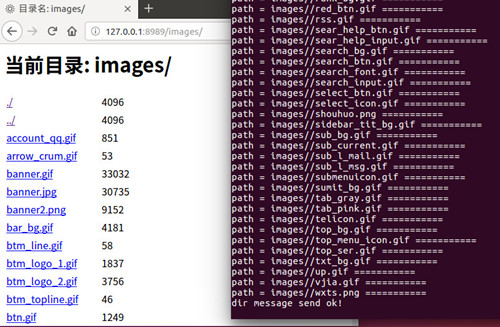 目录名: images/
127.0.0.1:8989/images/
当前目录: images/
./ 4096
../ 4096
account_qq.gif 851
arrow_crum.gif 53
banner.gif 33032
banner.jpg 30735
banner2.png 9152
bar_bg.gif 4181
btm_line.gif 58
btm_logo_1.gif 1837
btm_logo_2.gif 3756
btm_topline.gif 46
btn.gif 1249
path = images//red_btn.gif ===========
path = images//rss.gif ===========
path = images//sear_help_btn.gif ===========
path = images//sear_help_input.gif ===========
path = images//search_bg.gif ===========
path = images//search_btn.gif ===========
path = images//search_font.gif ===========
path = images//search_input.gif ===========
path = images//select_btn.gif ===========
path = images//select_icon.gif ===========
path = images//shouhuo.png ===========
path = images//sidebar_tit_bg.gif ===========
path = images//sub_bg.gif ===========
path = images//sub_current.gif ===========
path = images//sub_l_mail.gif ===========
path = images//sub_l_msg.gif ===========
path = images//submenuicon.gif ===========
path = images//sumit_bg.gif ===========
path = images//tab_gray.gif ===========
path = images//tab_pink.gif ===========
path = images//telicon.gif ===========
path = images//top_bg.gif ===========
path = images//top_menu_icon.gif ===========
path = images//top_ser.gif ===========
path = images//txt_bg.gif ===========
path = images//up.gif ===========
path = images//vjia.gif ===========
path = images//wxts.png ===========
dir message send ok!